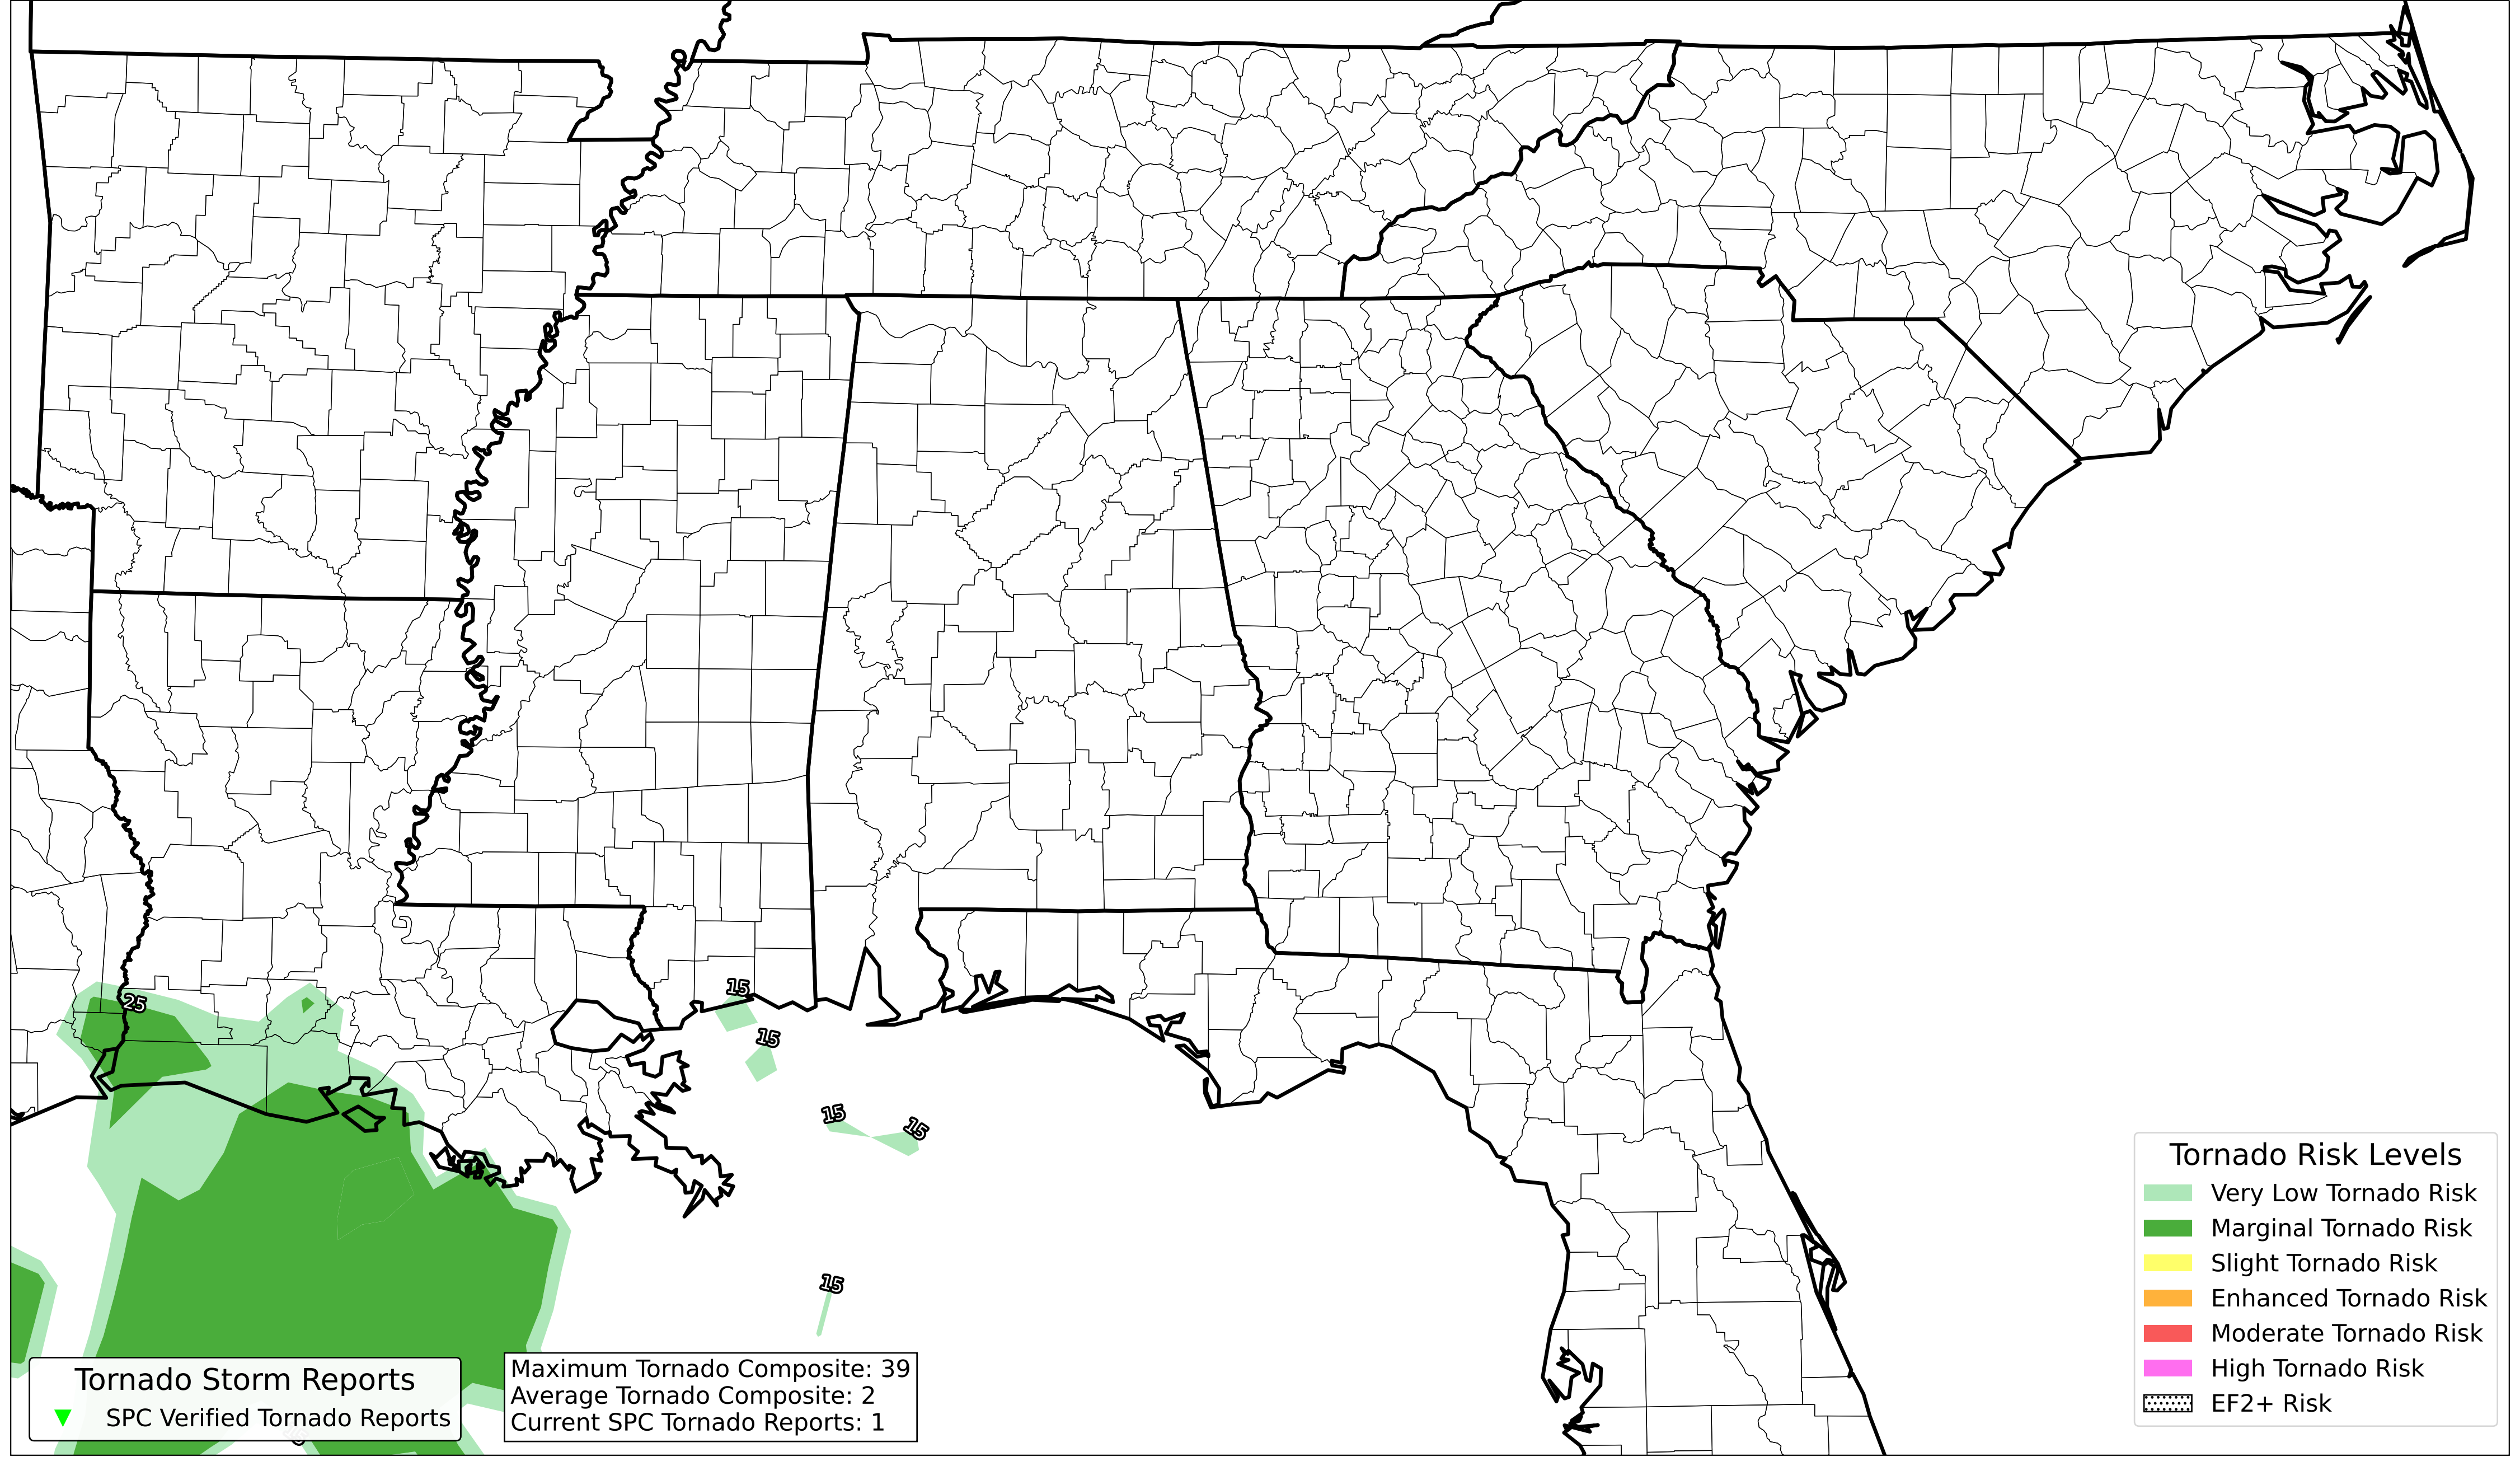 25
15
15
15
15
15
Tornado Risk Levels
Very Low Tornado Risk
Marginal Tornado Risk
Slight Tornado Risk
Enhanced Tornado Risk
Moderate Tornado Risk
High Tornado Risk
EF2+ Risk
Tornado Storm Reports
SPC Verified Tornado Reports
Maximum Tornado Composite: 39
Average Tornado Composite: 2
Current SPC Tornado Reports: 1